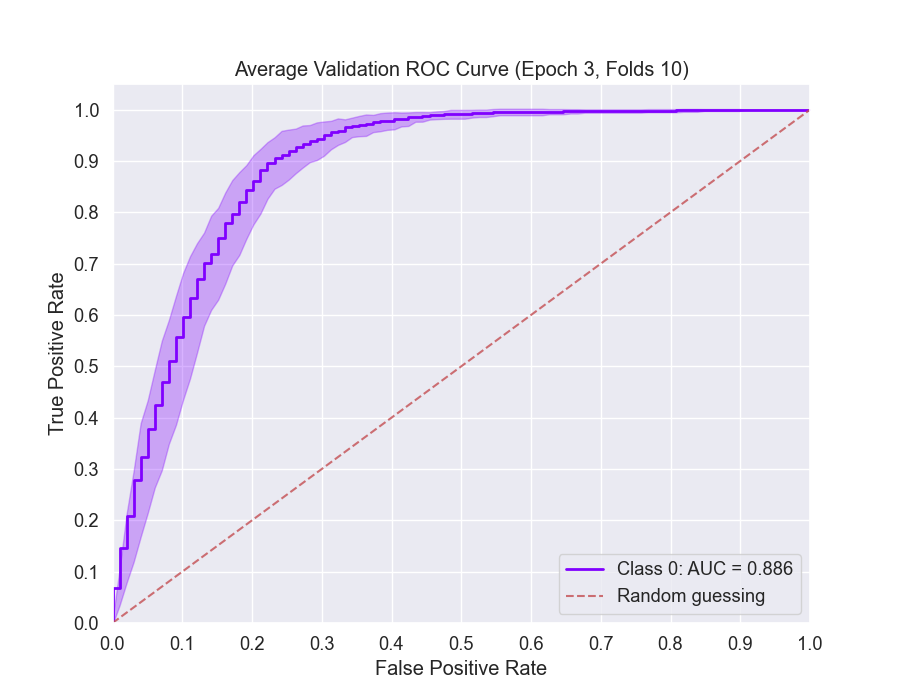 Average Validation ROC Curve (Epoch 3, Folds 10)
True Positive Rate
1.0
0.9
0.8
0.7
0.6
0.5
0.4
0.3
0.2
0.1
0.0
Class 0: AUC = 0.886
Random guessing
0.0 0.1 0.2 0.3 0.4 0.5 0.6 0.7 0.8 0.9 1.0
False Positive Rate